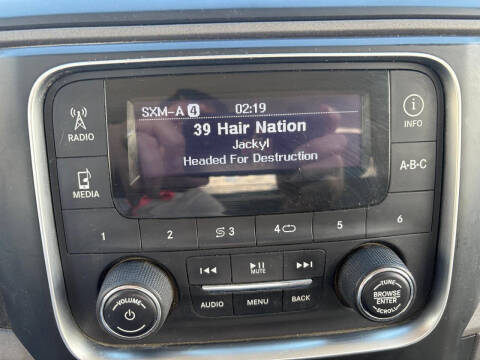 SXM-A 4 02:19
39 Hair Nation
Jackyl
Headed For Destruction
RADIO
MEDIA
INFO
A-B-C
1 2 3 4 5 6
MUTE
AUDIO MENU BACK
VOLUME
TUNE
BROWSE
ENTER
SCROLL